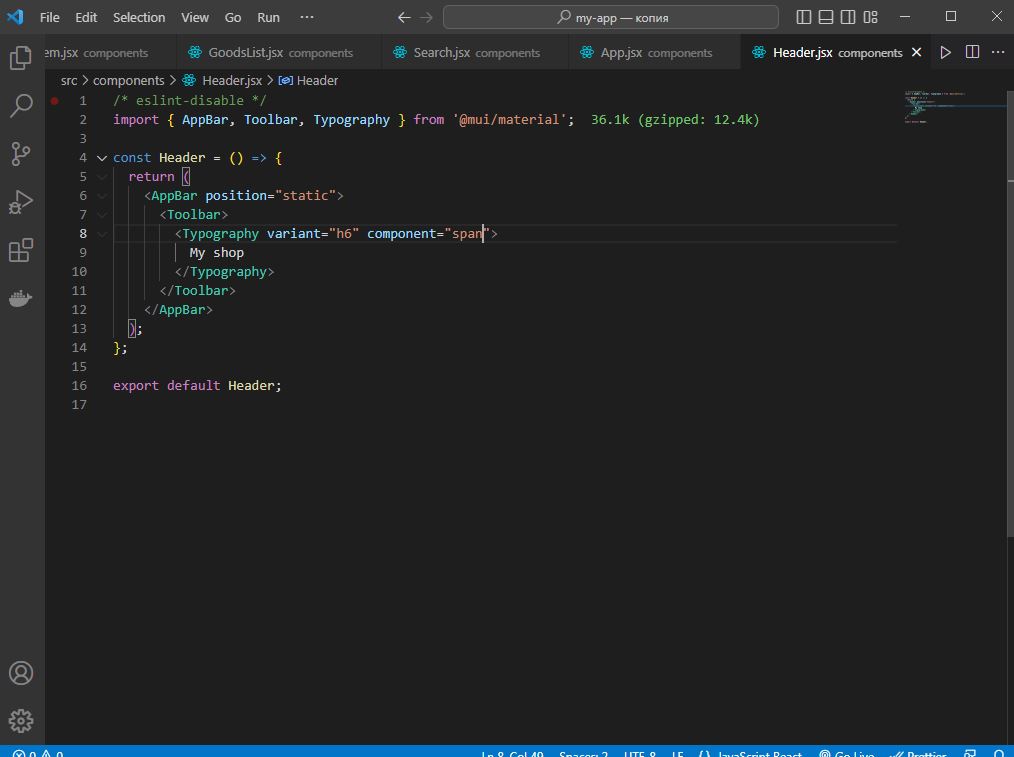 File Edit Selection View Go Run ··· my-app — копия
em.jsx components GoodsList.jsx components Search.jsx components App.jsx components Header.jsx components
src > components > Header.jsx > Header
1 /* eslint-disable */
2 import { AppBar, Toolbar, Typography } from '@mui/material'; 36.1k (gzipped: 12.4k)
3
4 const Header = () => {
5 return (
6 <AppBar position="static">
7 <Toolbar>
8 <Typography variant="h6" component="span">
9 My shop
10 </Typography>
11 </Toolbar>
12 </AppBar>
13 );
14 };
15
16 export default Header;
17
0 0 Ln 8, Col 49 Spaces: 2 UTF-8 LF {} JavaScript React Go Live Prettier